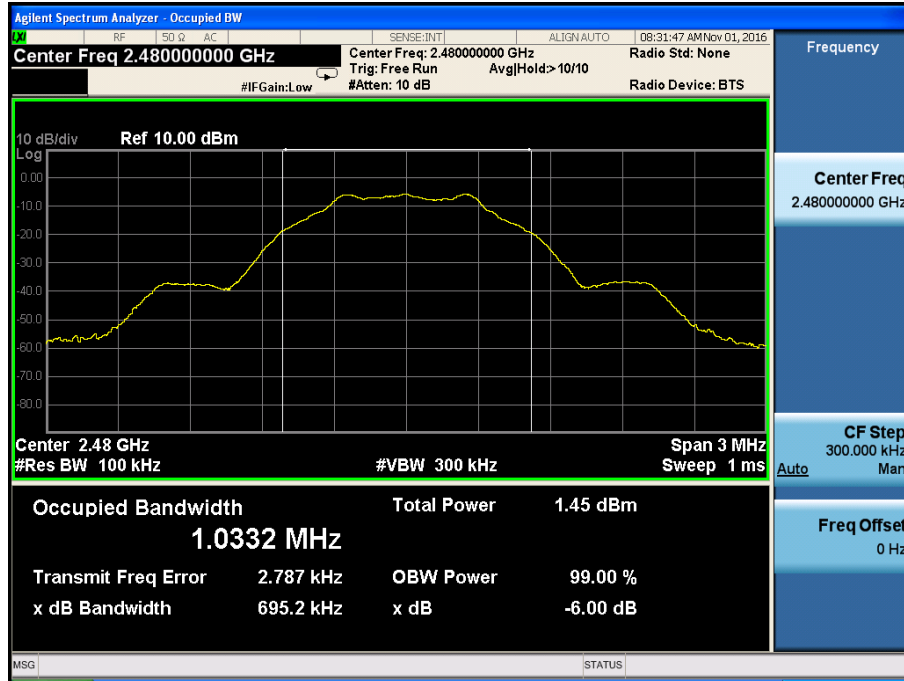 Agilent Spectrum Analyzer - Occupied BW
LXI RF 50 Ω AC SENSE:INT ALIGN AUTO 08:31:47 AM Nov 01, 2016
Center Freq 2.480000000 GHz
Center Freq: 2.480000000 GHz
Radio Std: None
Trig: Free Run Avg|Hold:>10/10
#IFGain:Low
#Atten: 10 dB
Radio Device: BTS
10 dB/div Ref 10.00 dBm
Log
0.00
-10.0
-20.0
-30.0
-40.0
-50.0
-60.0
-70.0
-80.0
Center 2.48 GHz Span 3 MHz
#Res BW 100 kHz #VBW 300 kHz Sweep 1 ms
Occupied Bandwidth Total Power 1.45 dBm
1.0332 MHz
Transmit Freq Error 2.787 kHz OBW Power 99.00 %
x dB Bandwidth 695.2 kHz x dB -6.00 dB
MSG STATUS
Frequency
Center Freq
2.480000000 GHz
CF Step
300.000 kHz
Auto Man
Freq Offset
0 Hz